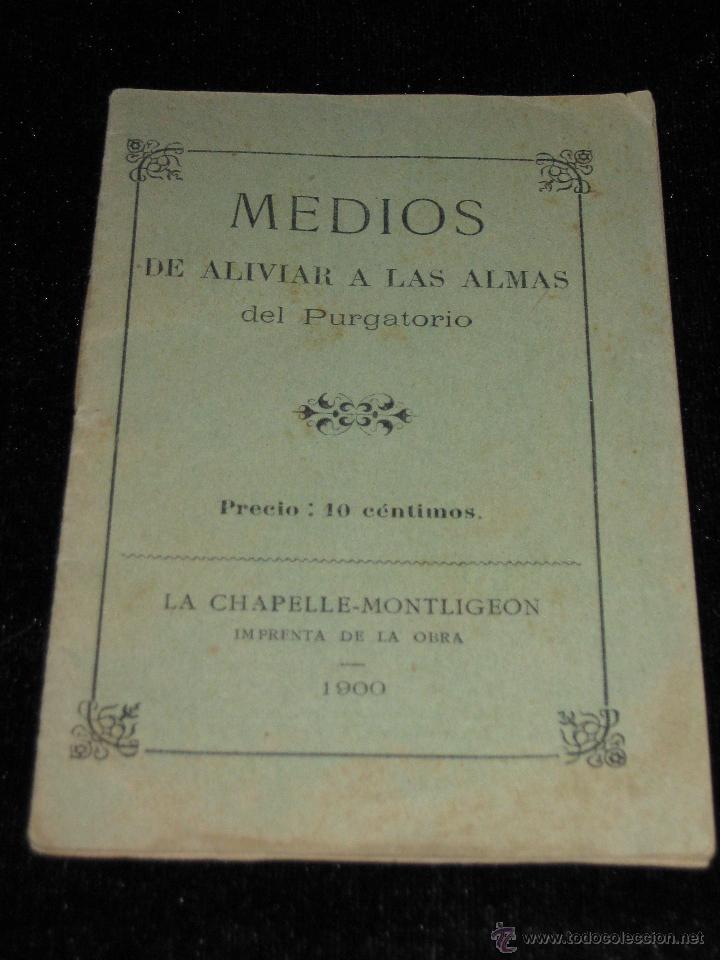 MEDIOS
DE ALIVIAR A LAS ALMAS
del Purgatorio
Precio : 10 céntimos.
LA CHAPELLE-MONTLIGEON
IMPRENTA DE LA OBRA
1900
© www.todocoleccion.net